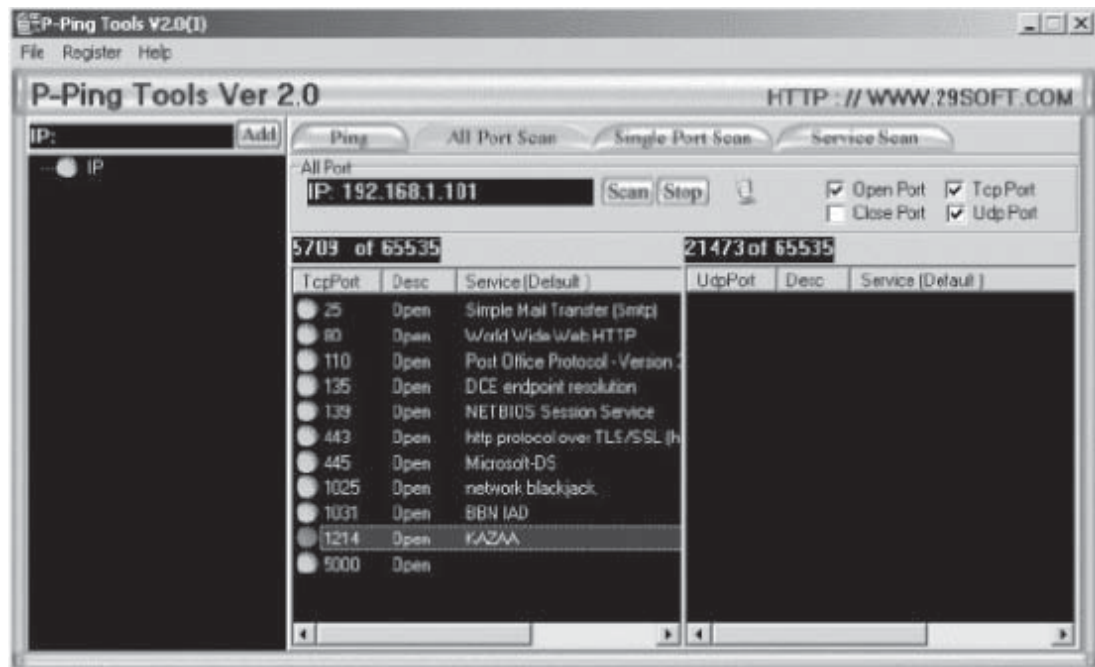 P-Ping Tools V2.0(I)
File Register Help
P-Ping Tools Ver 2.0
HTTP : // WWW.29SOFT.COM
IP:
Add
IP
Ping
All Port Scan
Single Port Scan
Service Scan
All Port
IP: 192.168.1.101
Scan
Stop
Open Port
Tcp Port
Close Port
Udp Port
5709 of 65535
TcpPort Desc Service (Default )
25 Open Simple Mail Transfer (Smtp)
80 Open World Wide Web HTTP
110 Open Post Office Protocol - Version
135 Open DCE endpoint resolution
139 Open NETBIOS Session Service
443 Open http protocol over TLS/SSL (h
445 Open Microsoft-DS
1025 Open network blackjack
1031 Open BBN IAD
1214 Open KAZAA
5000 Open
21473 of 65535
UdpPort Desc Service (Default )